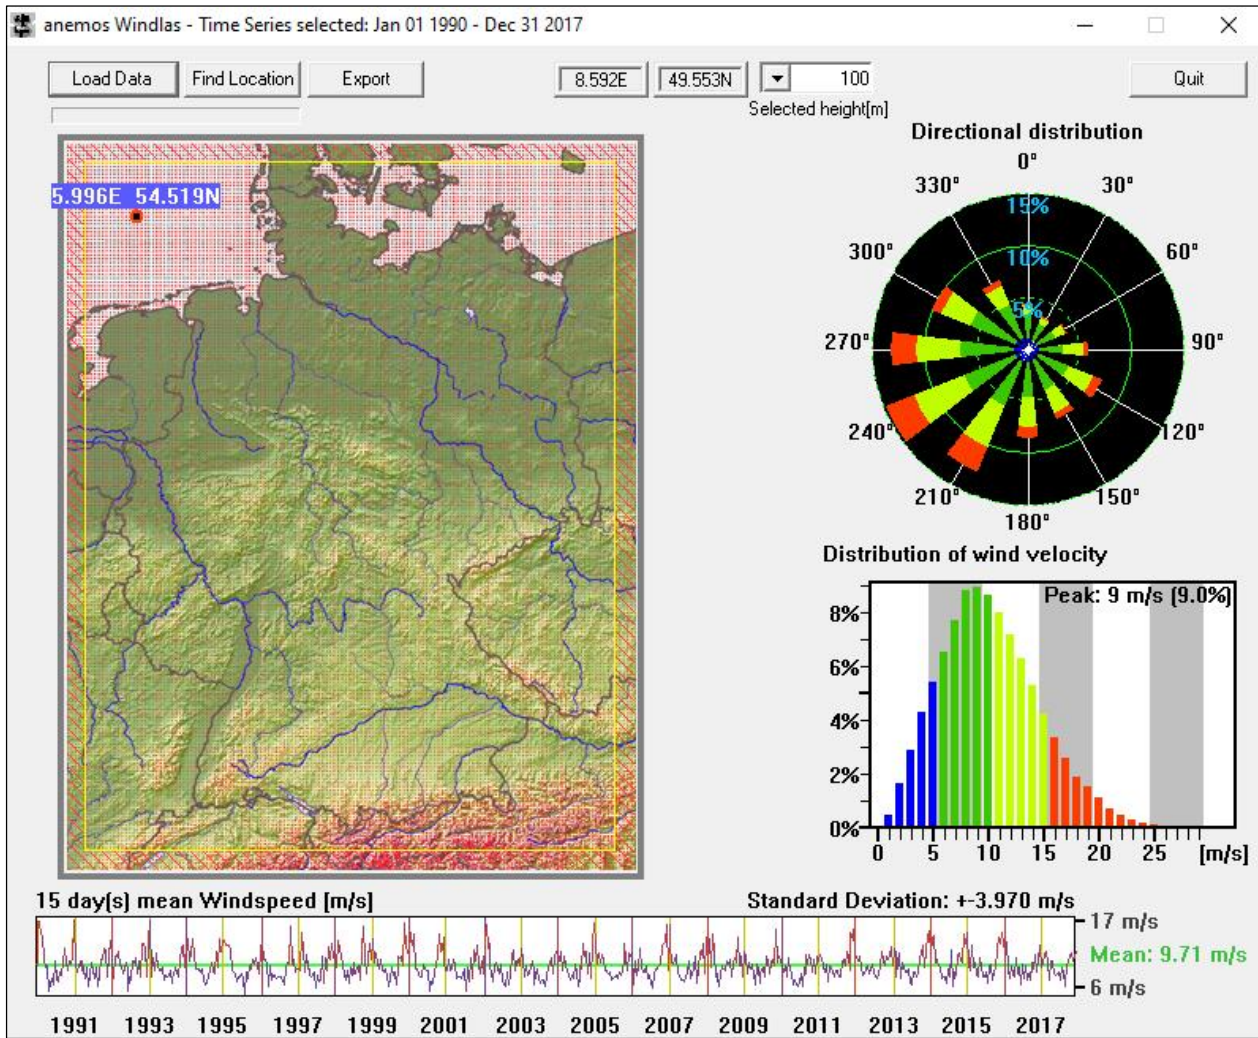 anemos Windlas - Time Series selected: Jan 01 1990 - Dec 31 2017
Load Data Find Location Export 8.592E 49.553N 100 Quit
Selected height[m]
Directional distribution
0°
330° 30°
15%
300° 60°
10%
5%
270° 90°
240° 120°
210° 150°
180°
5.996E 54.519N
Distribution of wind velocity
Peak: 9 m/s (9.0%)
8%
6%
4%
2%
0%
0 5 10 15 20 25 [m/s]
15 day(s) mean Windspeed [m/s] Standard Deviation: +-3.970 m/s
17 m/s
Mean: 9.71 m/s
6 m/s
1991 1993 1995 1997 1999 2001 2003 2005 2007 2009 2011 2013 2015 2017